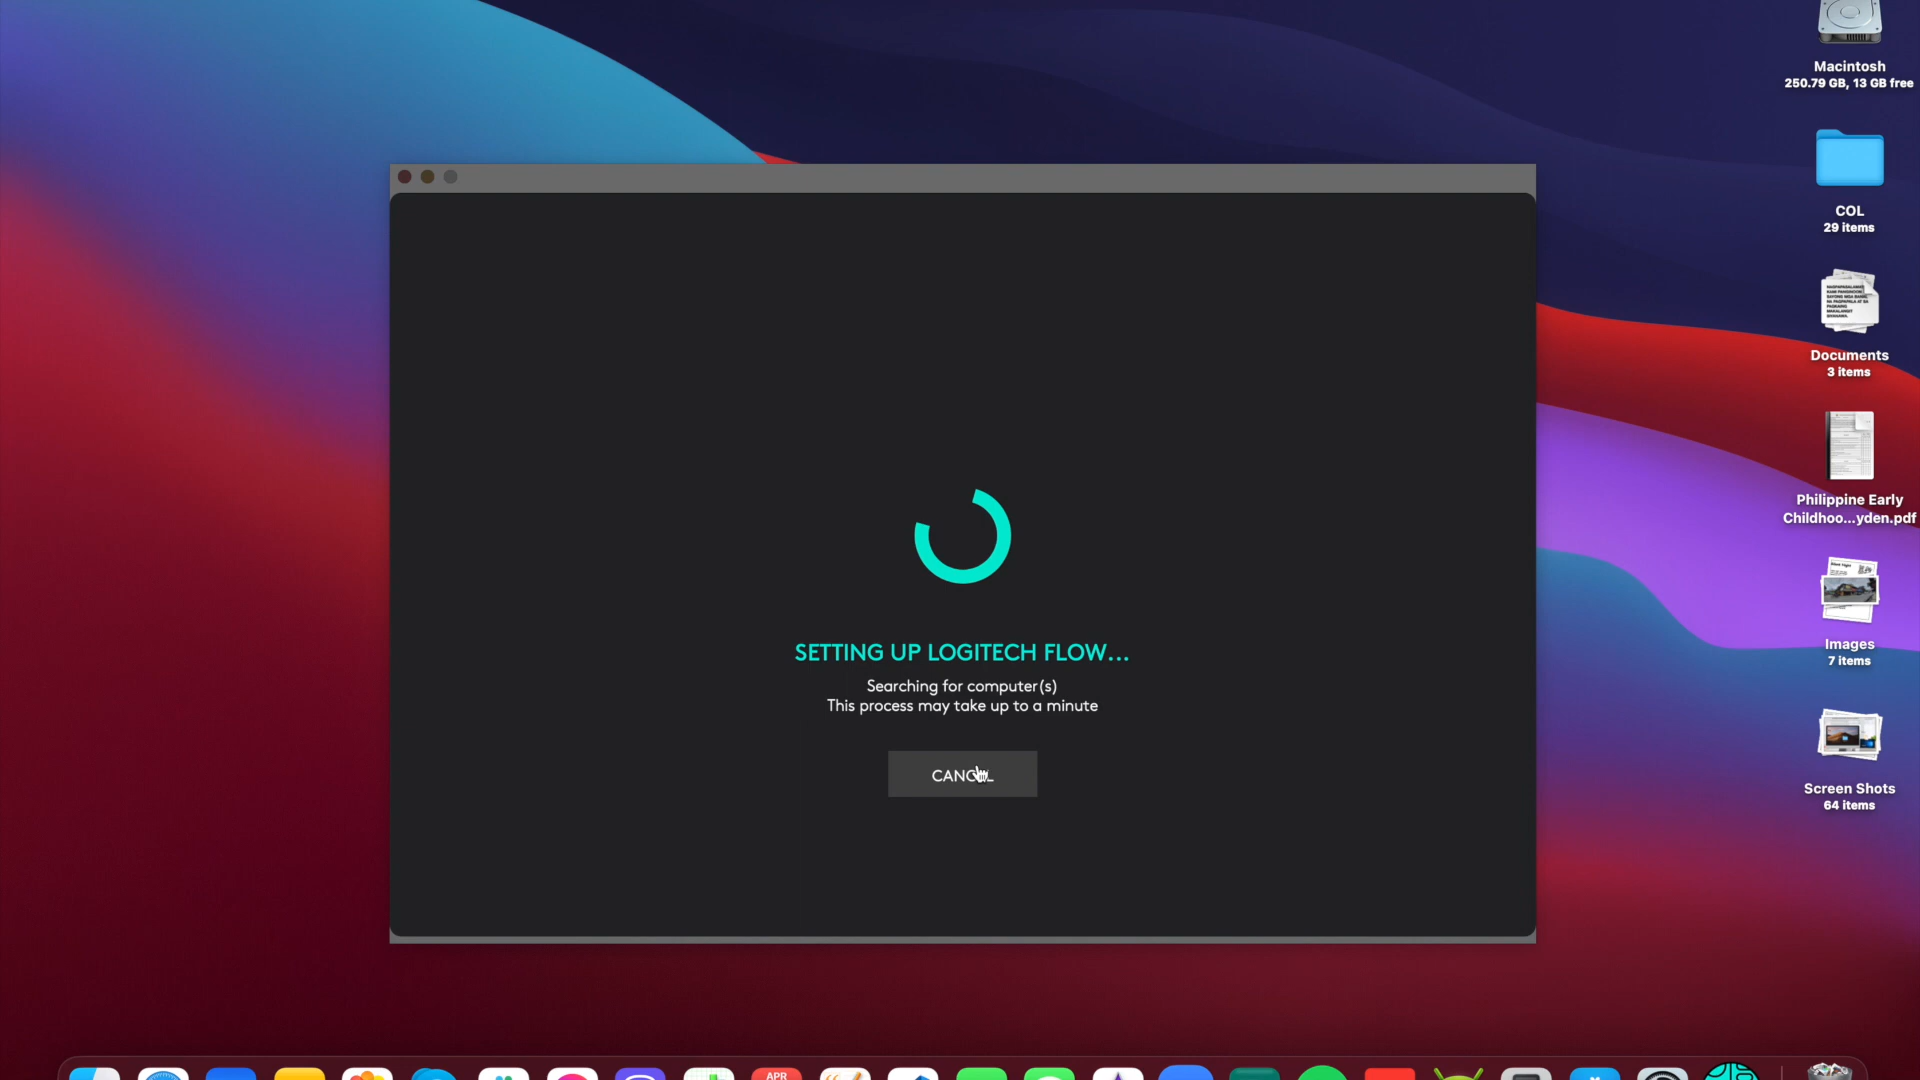 Macintosh
250.79 GB, 13 GB free
COL
29 items
Documents
3 items
Philippine Early
Childhoo...yden.pdf
Images
7 items
Screen Shots
64 items
SETTING UP LOGITECH FLOW...
Searching for computer(s)
This process may take up to a minute
CANCEL
APR